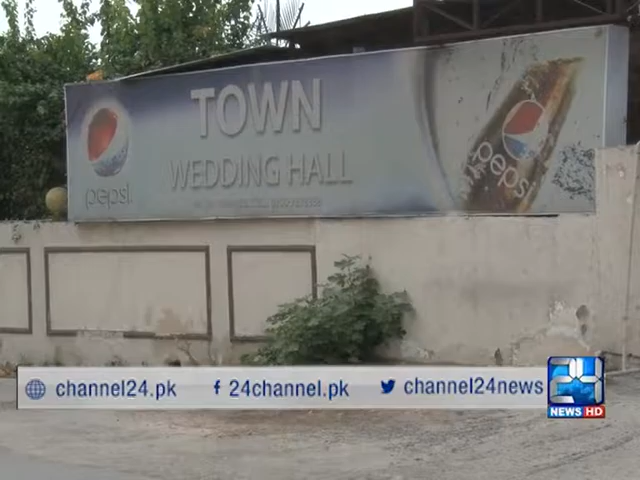 TOWN
WEDDING HALL
pepsi
pepsi
channel24.pk
24channel.pk
channel24news
24
NEWS HD